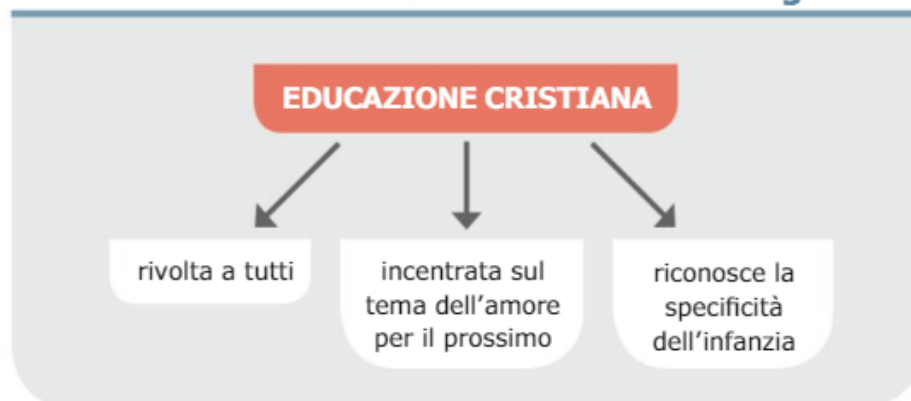 EDUCAZIONE CRISTIANA
rivolta a tutti
incentrata sul
tema dell'amore
per il prossimo
riconosce la
specificità
dell'infanzia